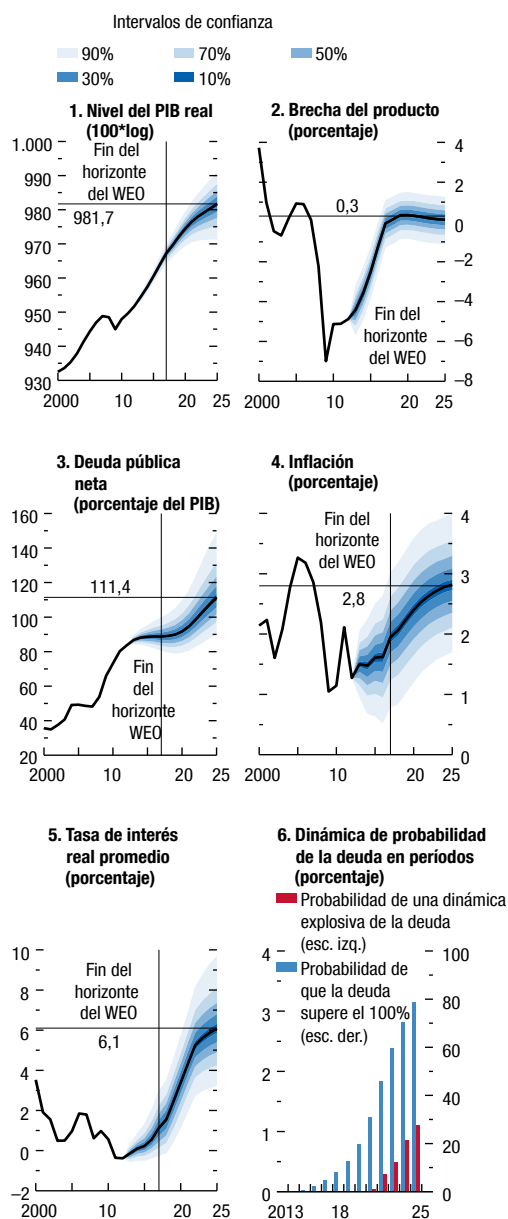 Intervalos de confianza
90% 70% 50%
30% 10%
1. Nivel del PIB real
(100*log)
1.000
990
980
970
960
950
940
930
Fin del
horizonte
del WEO
981,7
2000 10 20 25
2. Brecha del producto
(porcentaje)
4
2
0
–2
–4
–6
–8
0,3
Fin del
horizonte
del WEO
2000 10 20 25
3. Deuda pública
neta
(porcentaje del PIB)
160
140
120
100
80
60
40
20
111,4
Fin
del
horizonte
WEO
2000 10 20 25
4. Inflación
(porcentaje)
Fin del
horizonte
del WEO
2,8
4
3
2
1
0
2000 10 20 25
5. Tasa de interés
real promedio
(porcentaje)
10
8
6
4
2
0
–2
Fin del
horizonte
del WEO
6,1
2000 10 20 25
6. Dinámica de probabilidad
de la deuda en períodos
(porcentaje)
Probabilidad de una dinámica
explosiva de la deuda
(esc. izq.)
Probabilidad de
que la deuda
supere el 100%
(esc. der.)
4
3
2
1
0
100
80
60
40
20
0
2013 18 25